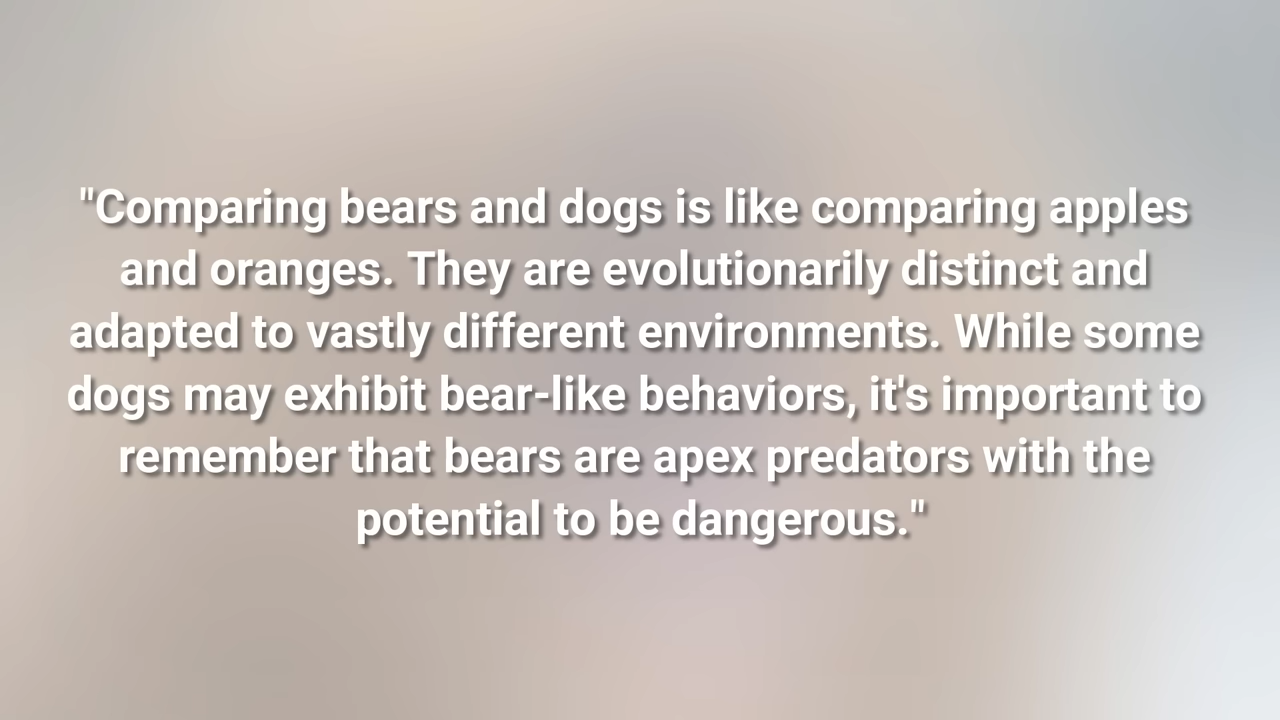 "Comparing bears and dogs is like comparing apples
and oranges. They are evolutionarily distinct and
adapted to vastly different environments. While some
dogs may exhibit bear-like behaviors, it's important to
remember that bears are apex predators with the
potential to be dangerous."